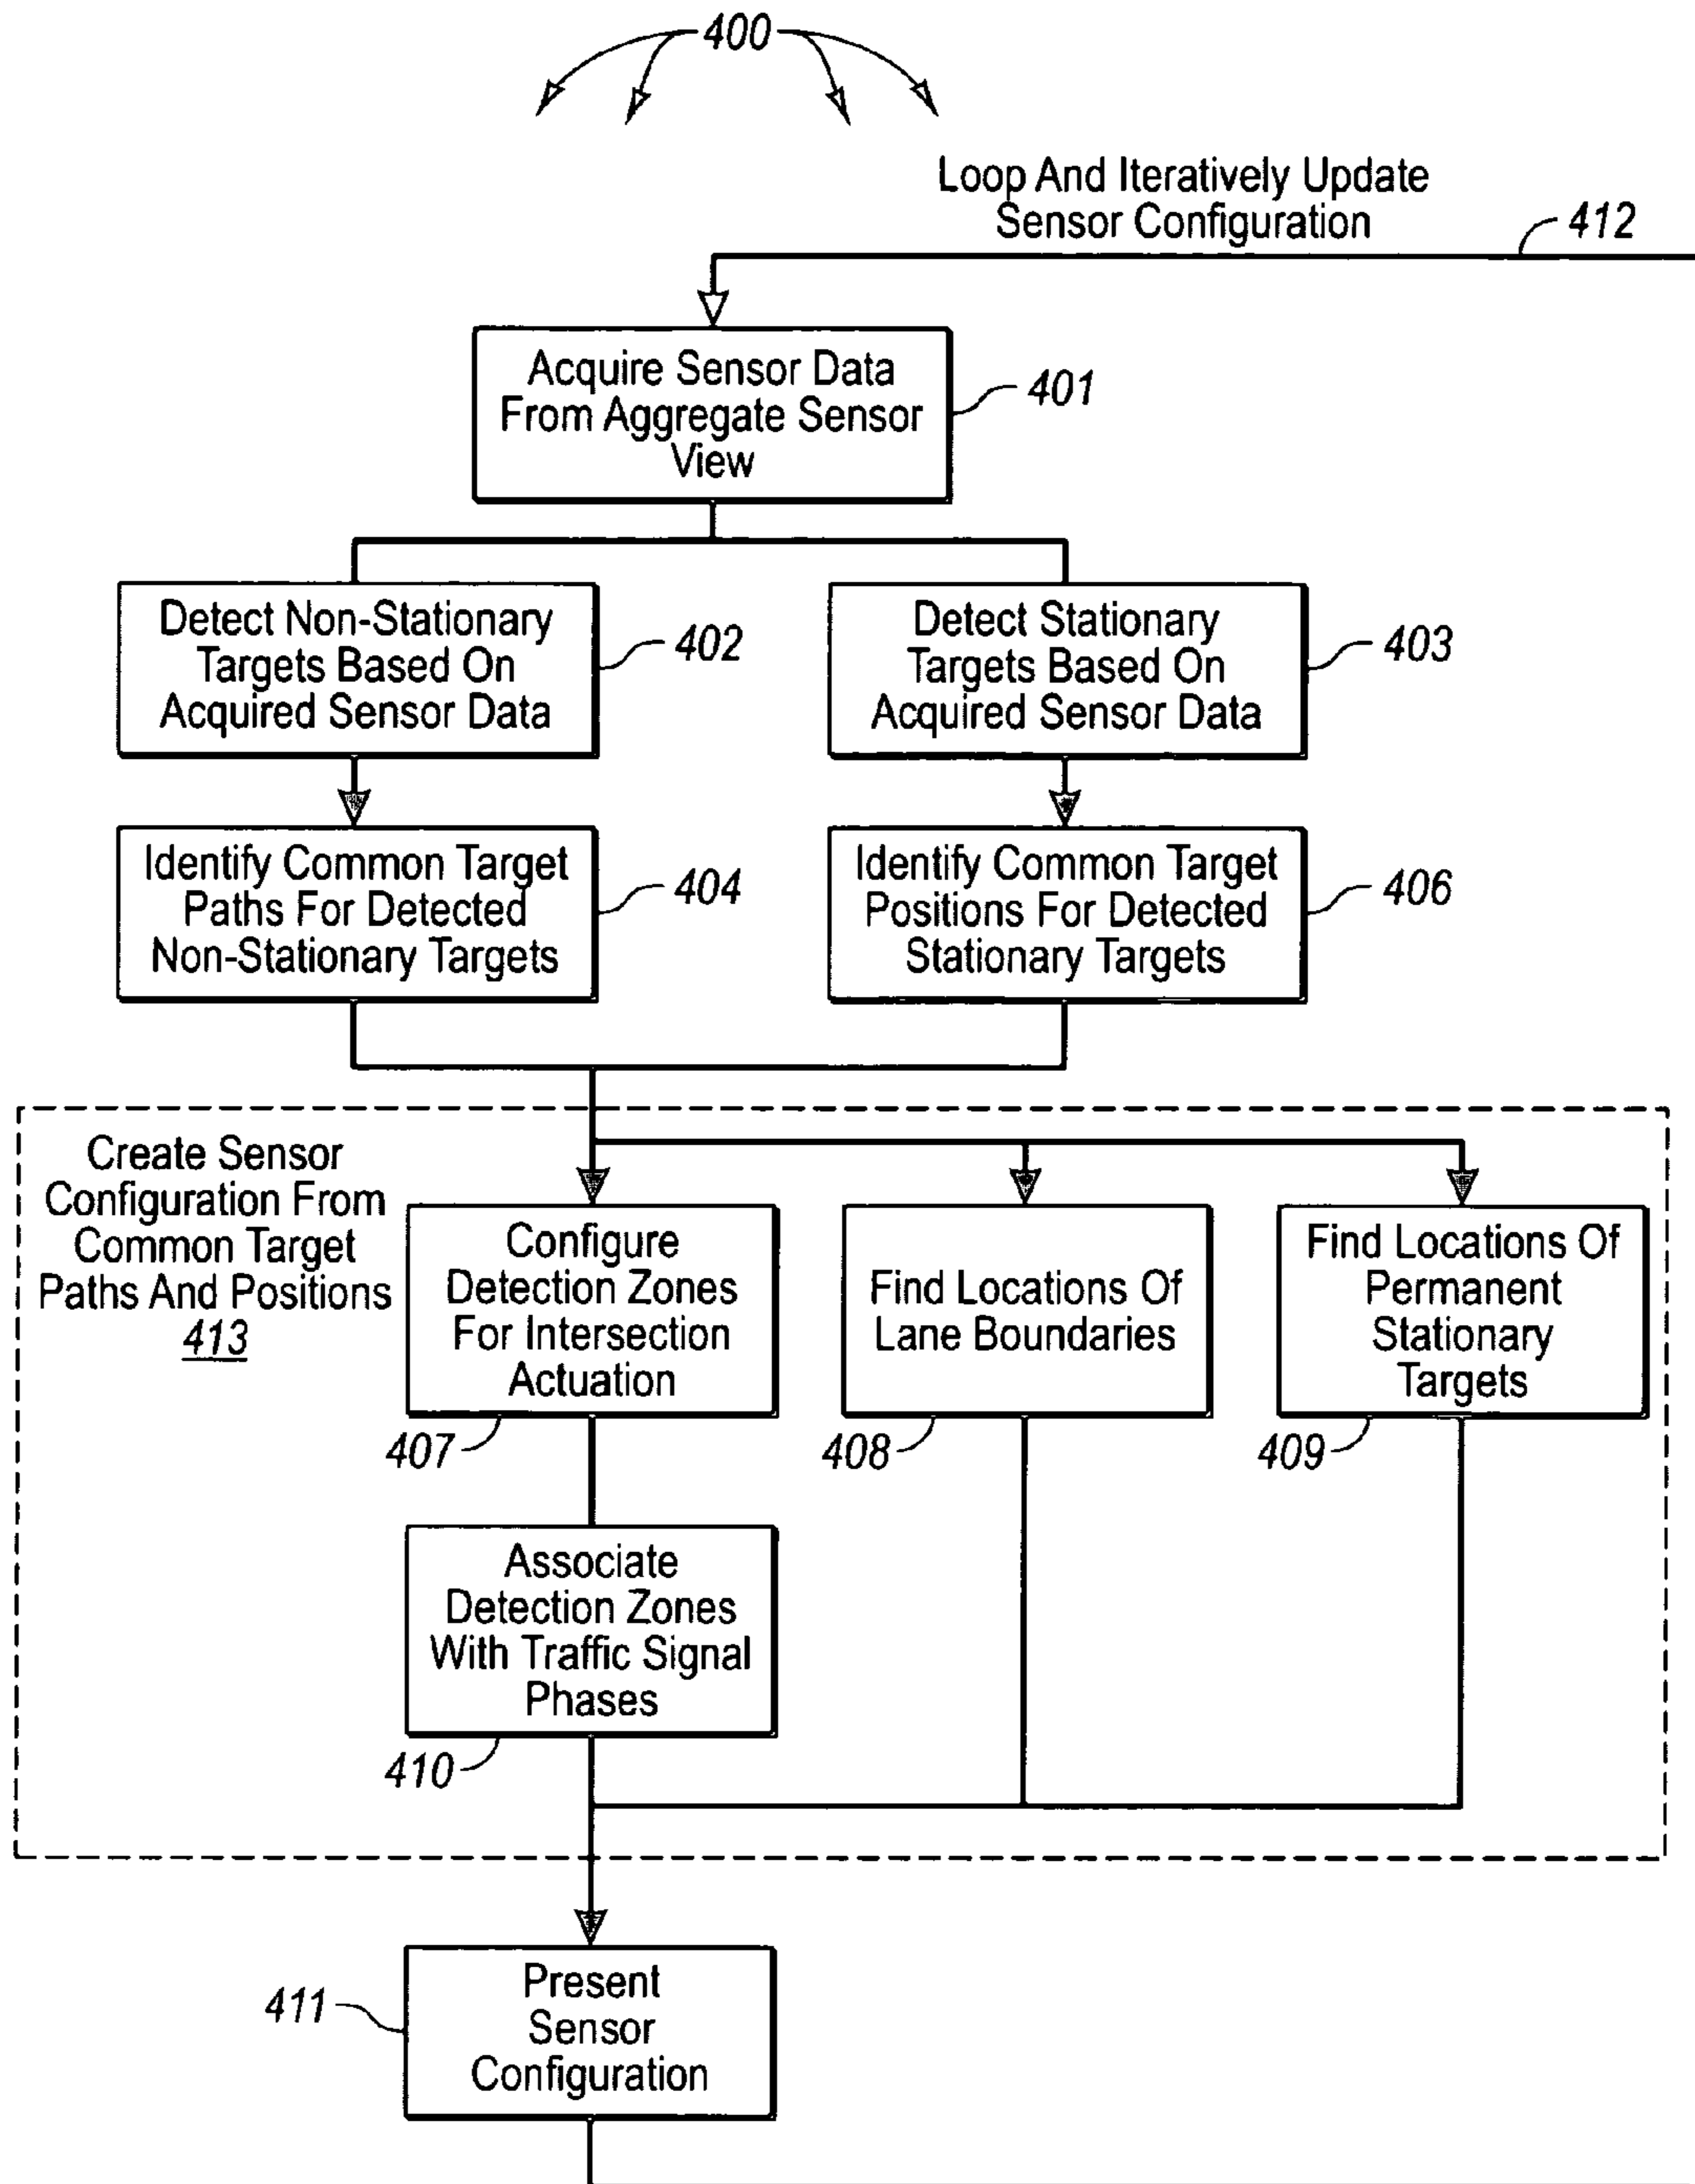 400
Loop And Iteratively Update
Sensor Configuration
412
Acquire Sensor Data
From Aggregate Sensor
View
401
Detect Non-Stationary
Targets Based On
Acquired Sensor Data
402
Detect Stationary
Targets Based On
Acquired Sensor Data
403
Identify Common Target
Paths For Detected
Non-Stationary Targets
404
Identify Common Target
Positions For Detected
Stationary Targets
406
Create Sensor
Configuration From
Common Target
Paths And Positions
413
Configure
Detection Zones
For Intersection
Actuation
407
Find Locations Of
Lane Boundaries
408
Find Locations Of
Permanent
Stationary
Targets
409
Associate
Detection Zones
With Traffic Signal
Phases
410
Present
Sensor
Configuration
411